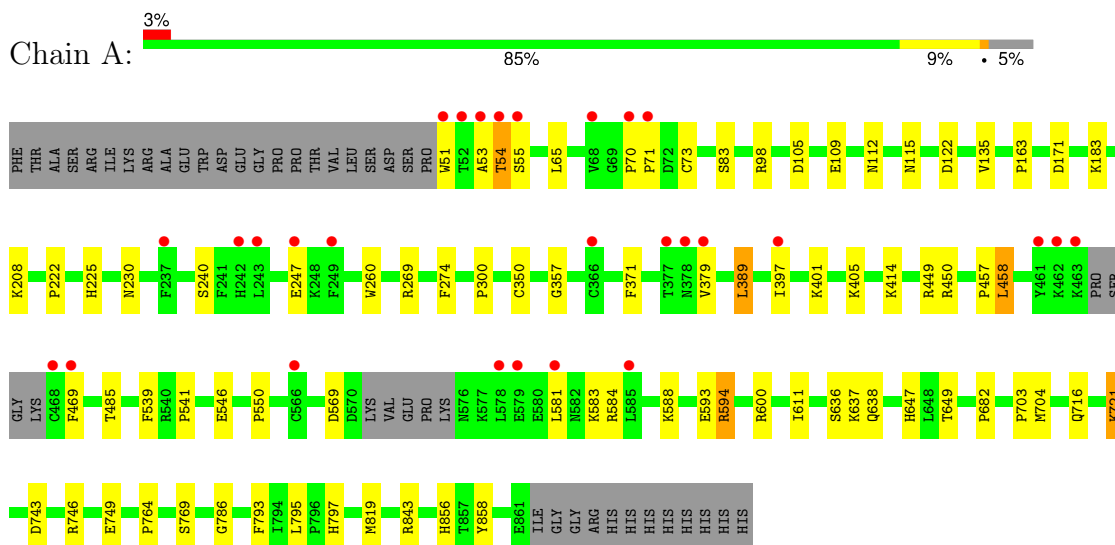 3%
Chain A:
85% 9% • 5%
PHE THR ALA SER ARG ILE LYS ARG ALA GLU TRP ASP GLU GLY PRO PRO THR VAL LEU SER ASP SER PRO W51 T52 A53 T54 S55 L65 V68 G69 P70 P71 D72 C73 S83 R98 D105 E109 N112 N115 D122 V135 P163 D171 K183
K208 P222 H225 N230 F237 S240 F241 H242 L243 E247 K248 F249 W260 R269 F274 P300 C350 G357 C366 F371 T377 N378 V379 L389 I397 K401 K405 K414 R449 R450 P457 L458 Y461 K462 K463 PRO SER
GLY LYS C468 F469 T485 F539 R540 P541 E546 P550 C566 D569 D570 LYS VAL GLU PRO LYS N576 K577 L578 E579 E580 L581 N582 K583 R584 L585 K588 E593 R594 R600 I611 S636 K637 Q638 H647 L648 T649 P682 P703 M704 Q716
D743 R746 E749 P764 S769 G786 F793 I794 L795 P796 H797 M819 R843 H856 T857 Y858 E861 ILE GLY GLY ARG HIS HIS HIS HIS HIS HIS HIS HIS